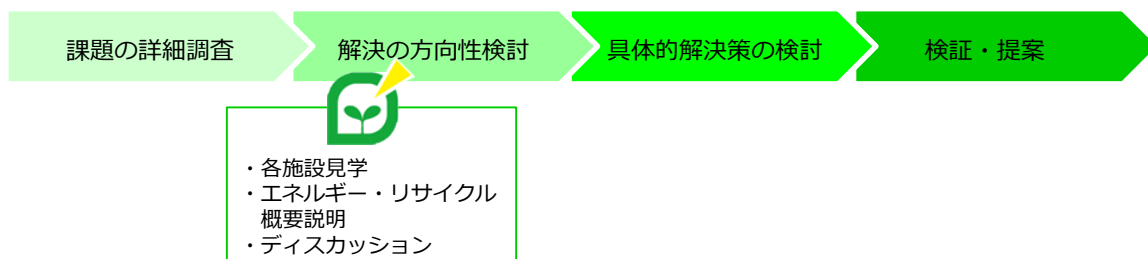 課題の詳細調査
解決の方向性検討
具体的解決策の検討
検証・提案
・各施設見学
・エネルギー・リサイクル
概要説明
・ディスカッション